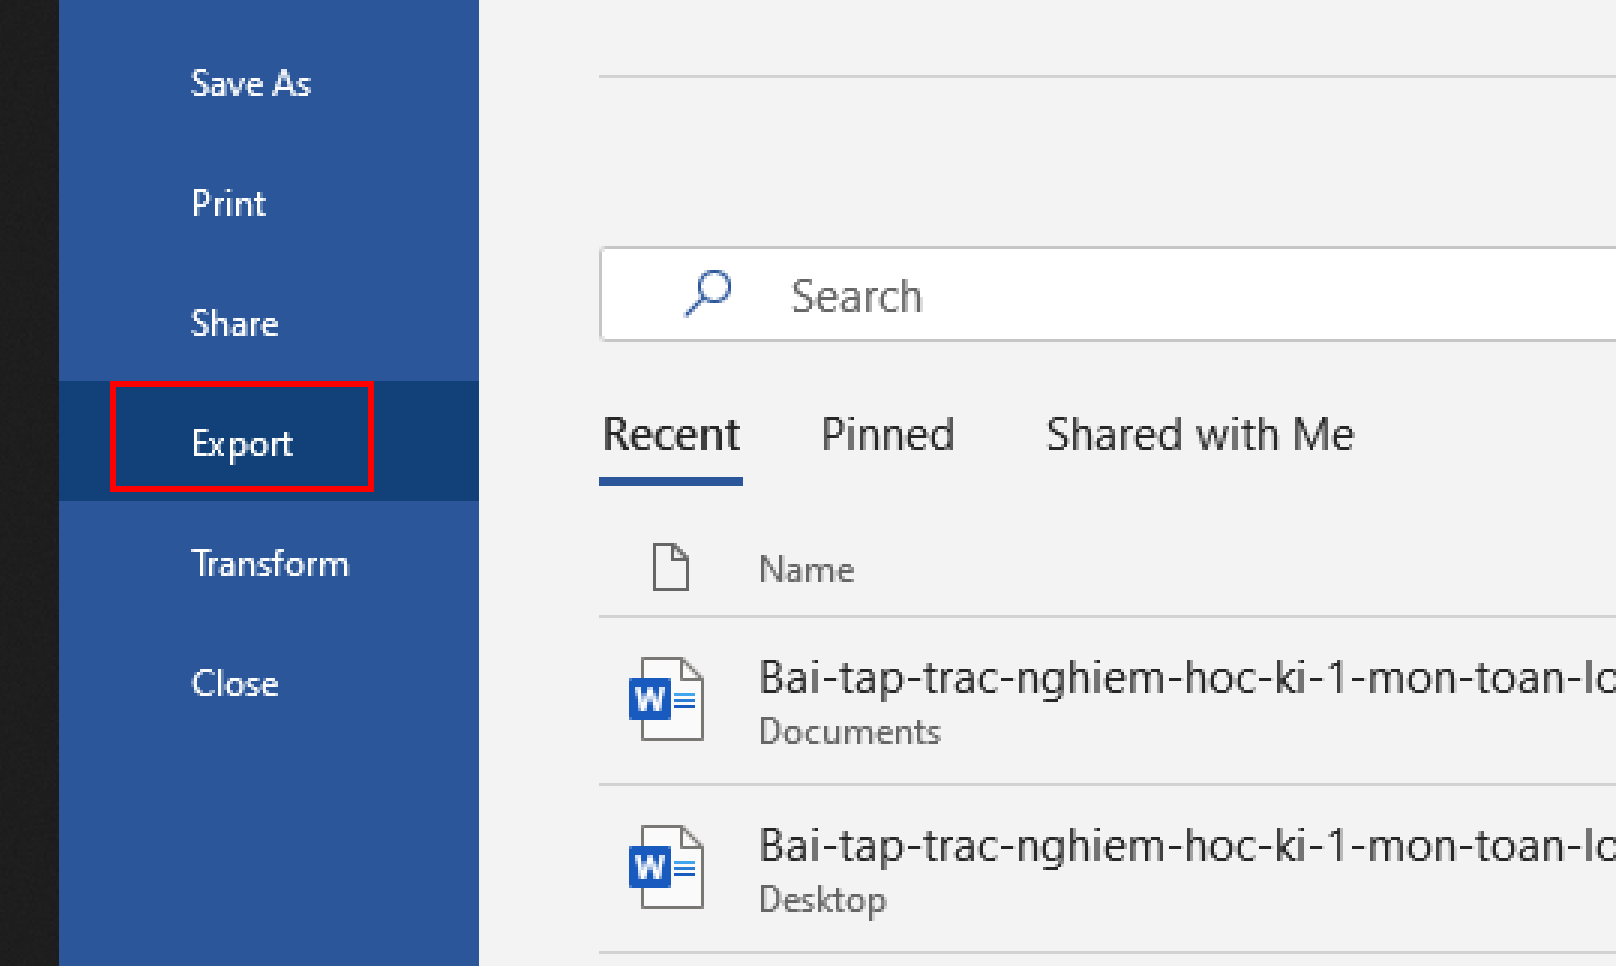 Save As
Print
Share
Export
Transform
Close
Search
Recent Pinned Shared with Me
Name
W Bai-tap-trac-nghiem-hoc-ki-1-mon-toan-lo
Documents
W Bai-tap-trac-nghiem-hoc-ki-1-mon-toan-lo
Desktop